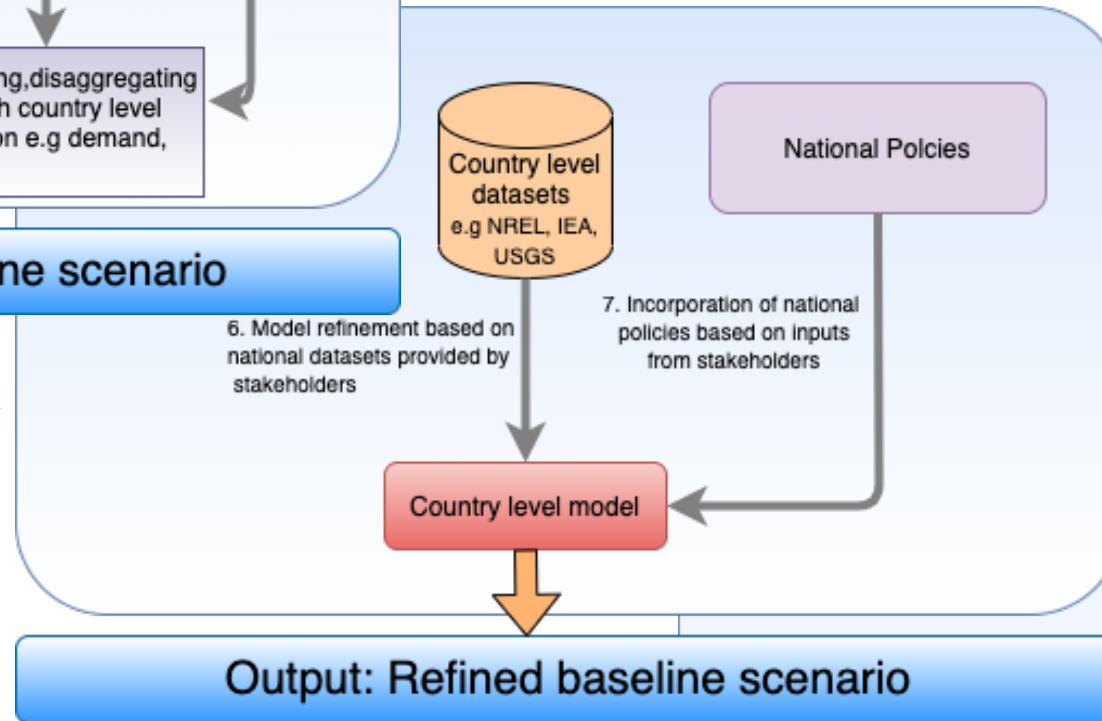 ng,disaggregating
h country level
on e.g demand,
ne scenario
Country level
datasets
e.g NREL, IEA,
USGS
National Polcies
6. Model refinement based on
national datasets provided by
stakeholders
7. Incorporation of national
policies based on inputs
from stakeholders
Country level model
Output: Refined baseline scenario